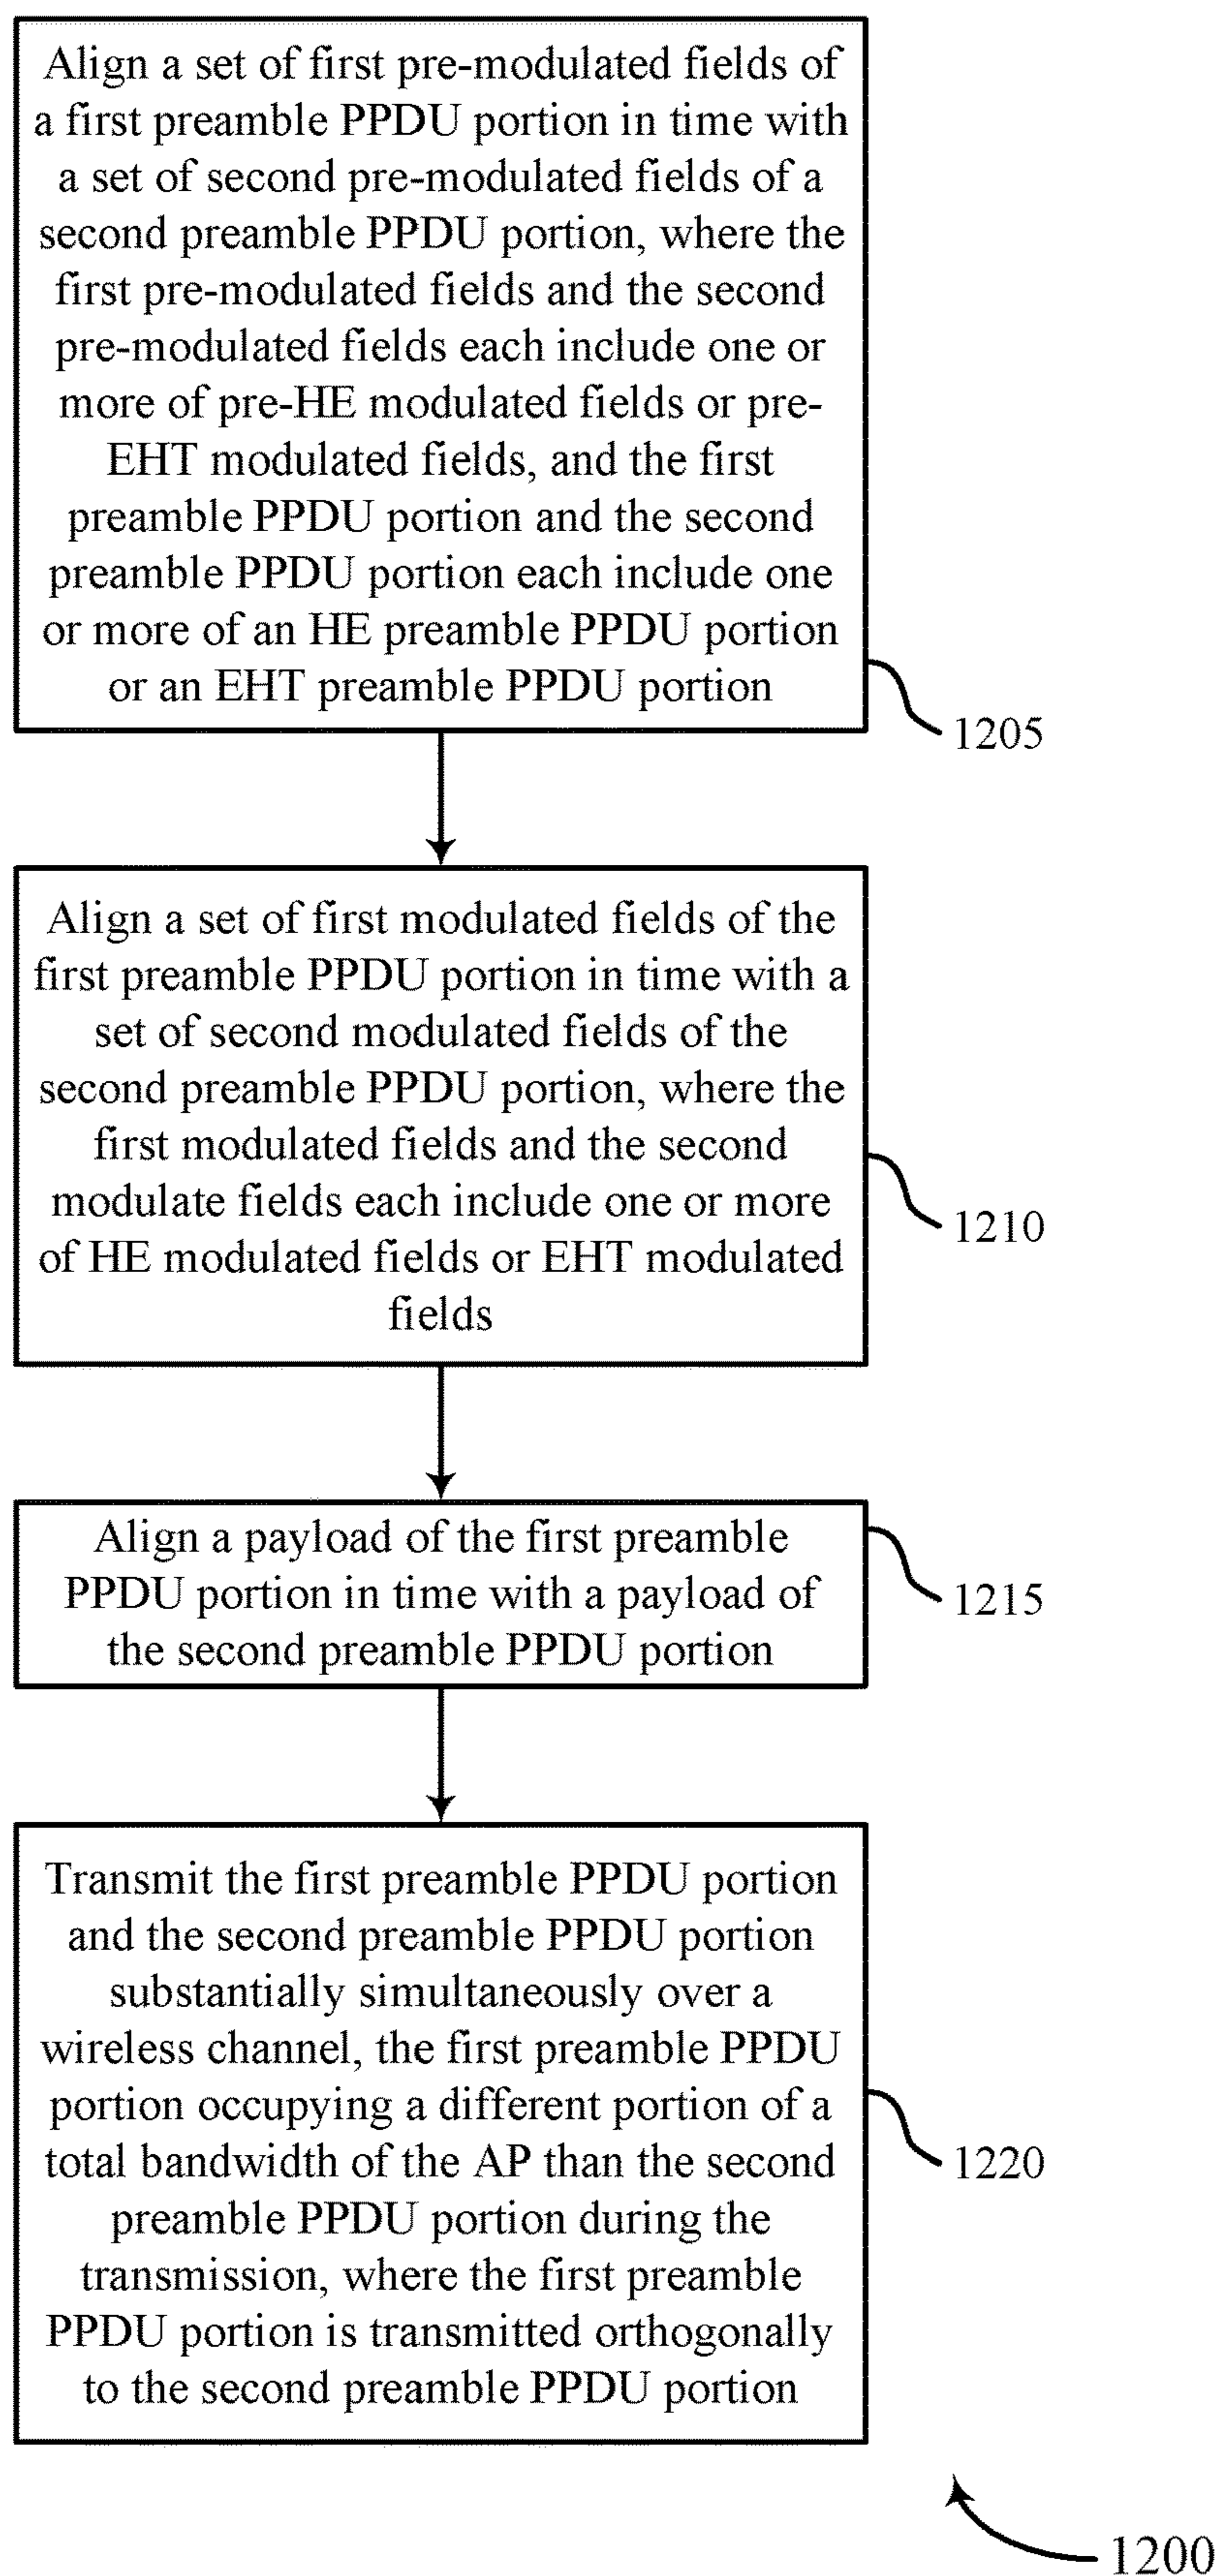 Align a set of first pre-modulated fields of
a first preamble PPDU portion in time with
a set of second pre-modulated fields of a
second preamble PPDU portion, where the
first pre-modulated fields and the second
pre-modulated fields each include one or
more of pre-HE modulated fields or pre-
EHT modulated fields, and the first
preamble PPDU portion and the second
preamble PPDU portion each include one
or more of an HE preamble PPDU portion
or an EHT preamble PPDU portion
1205
Align a set of first modulated fields of the
first preamble PPDU portion in time with a
set of second modulated fields of the
second preamble PPDU portion, where the
first modulated fields and the second
modulate fields each include one or more
of HE modulated fields or EHT modulated
fields
1210
Align a payload of the first preamble
PPDU portion in time with a payload of
the second preamble PPDU portion
1215
Transmit the first preamble PPDU portion
and the second preamble PPDU portion
substantially simultaneously over a
wireless channel, the first preamble PPDU
portion occupying a different portion of a
total bandwidth of the AP than the second
preamble PPDU portion during the
transmission, where the first preamble
PPDU portion is transmitted orthogonally
to the second preamble PPDU portion
1220
1200